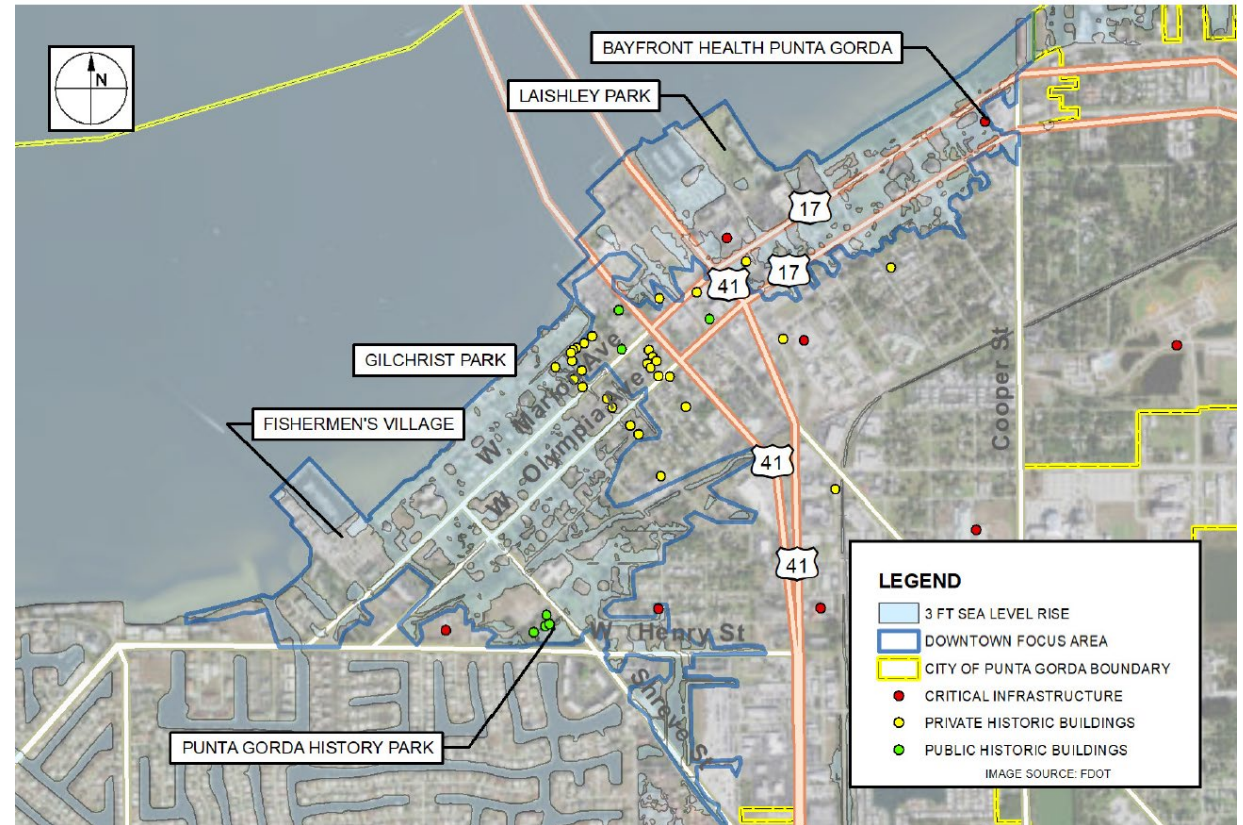 N
BAYFRONT HEALTH PUNTA GORDA
LAISHLEY PARK
17
17
41
GILCHRIST PARK
W Marion Ave
FISHERMEN'S VILLAGE
W Olympia Ave
Cooper St
41
41
W Henry St
Shreve St
PUNTA GORDA HISTORY PARK
LEGEND
3 FT SEA LEVEL RISE
DOWNTOWN FOCUS AREA
CITY OF PUNTA GORDA BOUNDARY
CRITICAL INFRASTRUCTURE
PRIVATE HISTORIC BUILDINGS
PUBLIC HISTORIC BUILDINGS
IMAGE SOURCE: FDOT